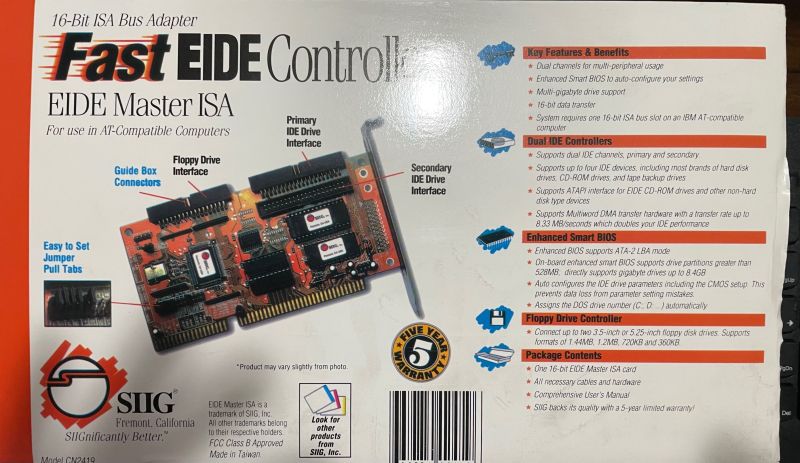 16-Bit ISA Bus Adapter
Fast EIDE Controlle
EIDE Master ISA
For use in AT-Compatible Computers
Primary
IDE Drive
Interface
Floppy Drive
Interface
Guide Box
Connectors
Secondary
IDE Drive
Interface
Easy to Set
Jumper
Pull Tabs
*Product may vary slightly from photo.
FIVE YEAR
5
WARRANTY
SIIG®
Fremont, California
SIIGnificantly Better.™
Model CN2419
EIDE Master ISA is a
trademark of SIIG, Inc.
All other trademarks belong
to their respective holders.
FCC Class B Approved
Made in Taiwan.
Look for
other
products
from
SIIG, Inc.
Key Features & Benefits
★ Dual channels for multi-peripheral usage
★ Enhanced Smart BIOS to auto-configure your settings
★ Multi-gigabyte drive support
★ 16-bit data transfer
★ System requires one 16-bit ISA bus slot on an IBM AT-compatible
computer
Dual IDE Controllers
★ Supports dual IDE channels, primary and secondary.
★ Supports up to four IDE devices, including most brands of hard disk
drives, CD-ROM drives, and tape backup drives
★ Supports ATAPI interface for EIDE CD-ROM drives and other non-hard
disk type devices
★ Supports Multiword DMA transfer hardware with a transfer rate up to
8.33 MB/seconds which doubles your IDE performance
Enhanced Smart BIOS
★ Enhanced BIOS supports ATA-2 LBA mode
★ On-board enhanced smart BIOS supports drive partitions greater than
528MB; directly supports gigabyte drives up to 8.4GB
★ Auto configures the IDE drive parameters including the CMOS setup. This
prevents data loss from parameter setting mistakes.
★ Assigns the DOS drive number (C:, D: ...) automatically
Floppy Drive Controller
★ Connect up to two 3.5-inch or 5.25-inch floppy disk drives. Supports
formats of 1.44MB, 1.2MB, 720KB and 360KB.
Package Contents
★ One 16-bit EIDE Master ISA card
★ All necessary cables and hardware
★ Comprehensive User's Manual
★ SIIG backs its quality with a 5-year limited warranty!